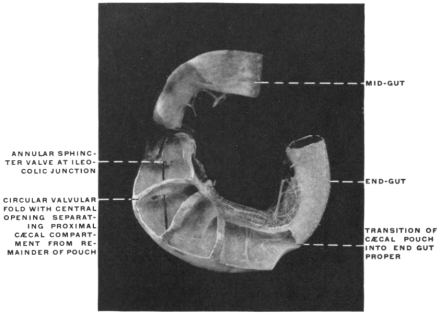 MID-GUT
ANNULAR SPHINC-
TER VALVE AT ILEO-
COLIC JUNCTION
END-GUT
CIRCULAR VALVULAR
FOLD WITH CENTRAL
OPENING SEPARAT-
ING PROXIMAL
CÆCAL COMPART-
MENT FROM RE-
MAINDER OF POUCH
TRANSITION OF
CÆCAL POUCH
INTO END GUT
PROPER